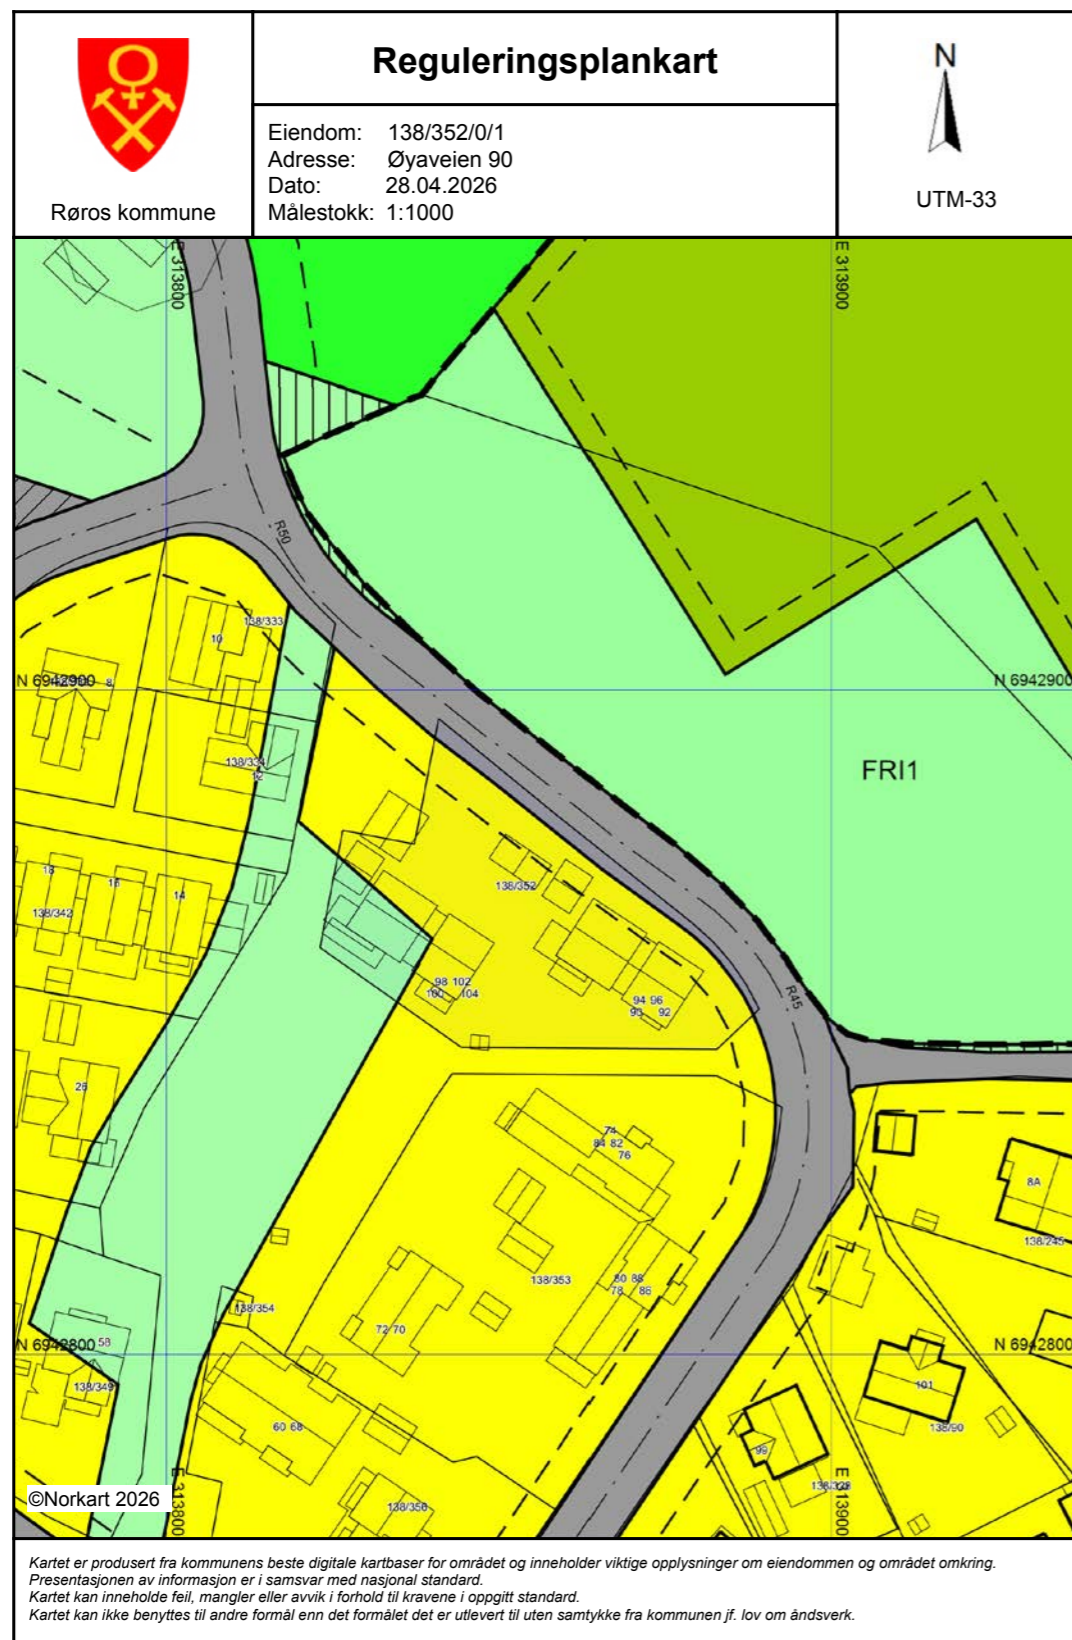 Røros kommune
Reguleringsplankart
Eiendom: 138/352/0/1
Adresse: Øyaveien 90
Dato: 28.04.2026
Målestokk: 1:1000
N
UTM-33
E 313800
E 313900
R50
138/333
10
N 6942900
8
N 6942900
138/334
12
FRI1
18
16
14
138/342
138/352
98 102
100 104
94 96
92
R45
26
74
84 82
76
8A
138/245
138/353
80 88
78 86
138/354
72 70
N 6942800
58
N 6942800
138/349
101
138/90
60 68
99
138/328
138/356
E 313800
E 313900
©Norkart 2026
Kartet er produsert fra kommunens beste digitale kartbaser for området og inneholder viktige opplysninger om eiendommen og området omkring.
Presentasjonen av informasjon er i samsvar med nasjonal standard.
Kartet kan inneholde feil, mangler eller avvik i forhold til kravene i oppgitt standard.
Kartet kan ikke benyttes til andre formål enn det formålet det er utlevert til uten samtykke fra kommunen jf. lov om åndsverk.